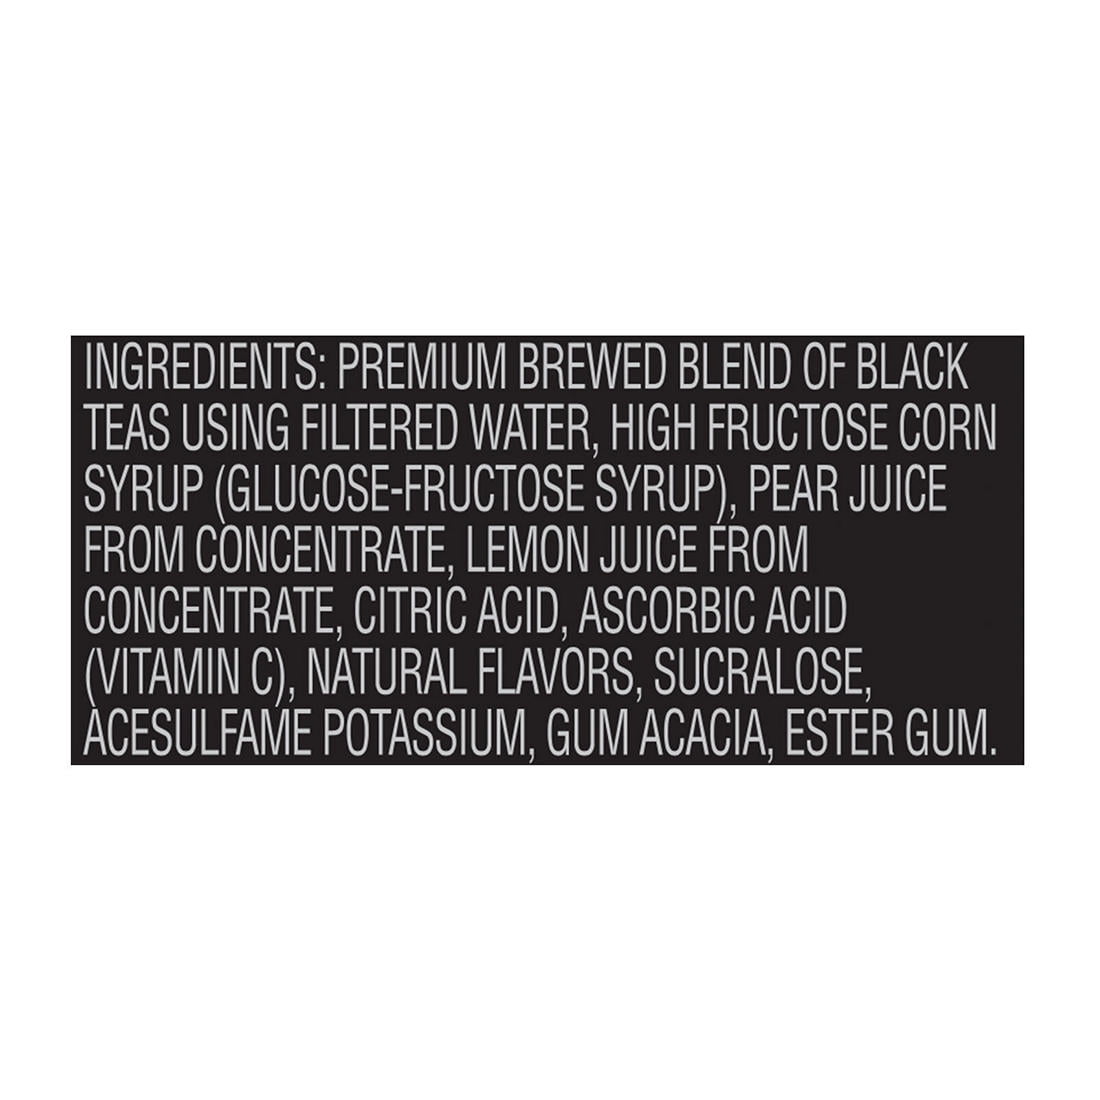 INGREDIENTS: PREMIUM BREWED BLEND OF BLACK
TEAS USING FILTERED WATER, HIGH FRUCTOSE CORN
SYRUP (GLUCOSE-FRUCTOSE SYRUP), PEAR JUICE
FROM CONCENTRATE, LEMON JUICE FROM
CONCENTRATE, CITRIC ACID, ASCORBIC ACID
(VITAMIN C), NATURAL FLAVORS, SUCRALOSE,
ACESULFAME POTASSIUM, GUM ACACIA, ESTER GUM.